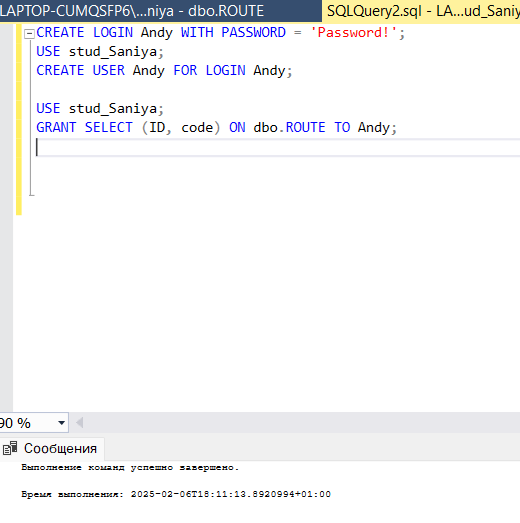 LAPTOP-CUMQSFP6\...niya - dbo.ROUTE
SQLQuery2.sql - LA...ud_Saniy
CREATE LOGIN Andy WITH PASSWORD = 'Password!';
USE stud_Saniya;
CREATE USER Andy FOR LOGIN Andy;
USE stud_Saniya;
GRANT SELECT (ID, code) ON dbo.ROUTE TO Andy;
90 %
Сообщения
Выполнение команд успешно завершено.
Время выполнения: 2025-02-06T18:11:13.8920994+01:00